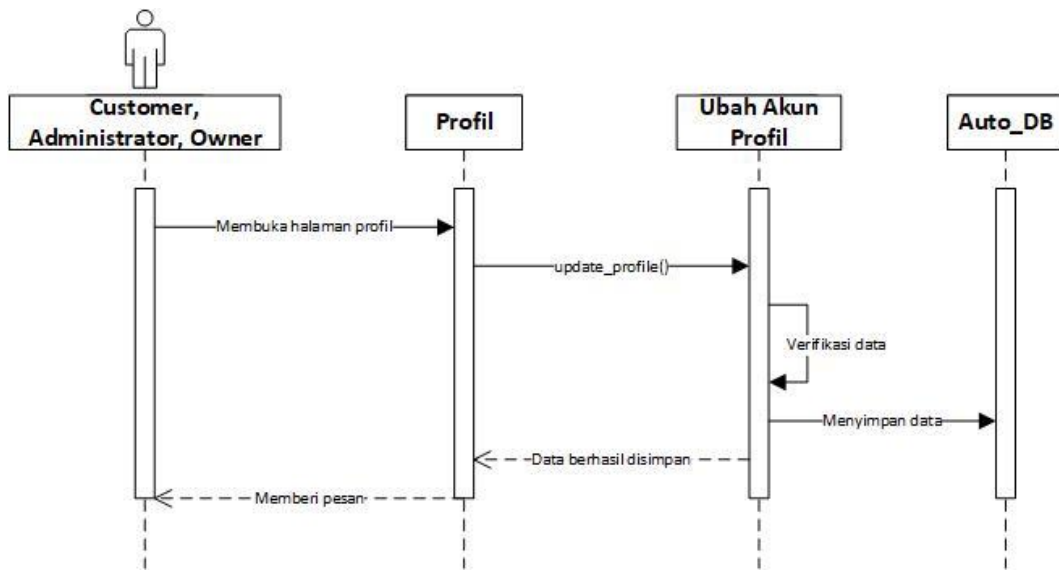 Customer,
Administrator, Owner
Profil
Ubah Akun
Profil
Auto_DB
Membuka halaman profil
update_profile()
Verifikasi data
Menyimpan data
Data berhasil disimpan
Memberi pesan